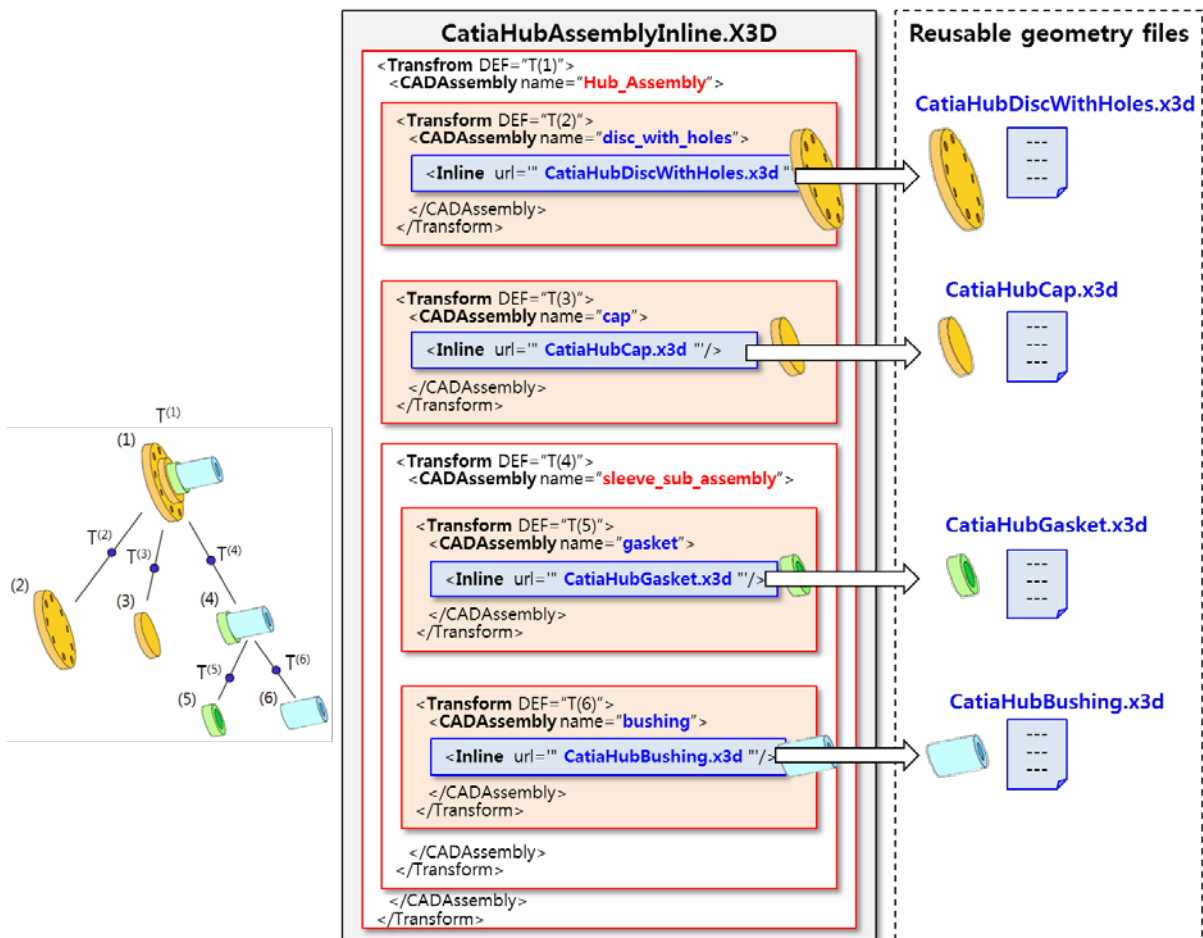 CatiaHubAssemblyInline.X3D
<Transfrom DEF="T(1)">
<CADAssembly name="Hub_Assembly">
<Transform DEF="T(2)">
<CADAssembly name="disc_with_holes">
<Inline url='" CatiaHubDiscWithHoles.x3d "'
</CADAssembly>
</Transform>
<Transform DEF="T(3)">
<CADAssembly name="cap">
<Inline url='" CatiaHubCap.x3d "'/>
</CADAssembly>
</Transform>
<Transform DEF="T(4)">
<CADAssembly name="sleeve_sub_assembly">
<Transform DEF="T(5)">
<CADAssembly name="gasket">
<Inline url='" CatiaHubGasket.x3d "'/>
</CADAssembly>
</Transform>
<Transform DEF="T(6)">
<CADAssembly name="bushing">
<Inline url='" CatiaHubBushing.x3d "'/>
</CADAssembly>
</Transform>
</CADAssembly>
</Transform>
</CADAssembly>
</Transform>
Reusable geometry files
CatiaHubDiscWithHoles.x3d
---
---
---
CatiaHubCap.x3d
---
---
---
CatiaHubGasket.x3d
---
---
---
CatiaHubBushing.x3d
---
---
---
T(1)
(1)
T(2)
T(3)
T(4)
(2)
(3)
(4)
T(5)
T(6)
(5)
(6)